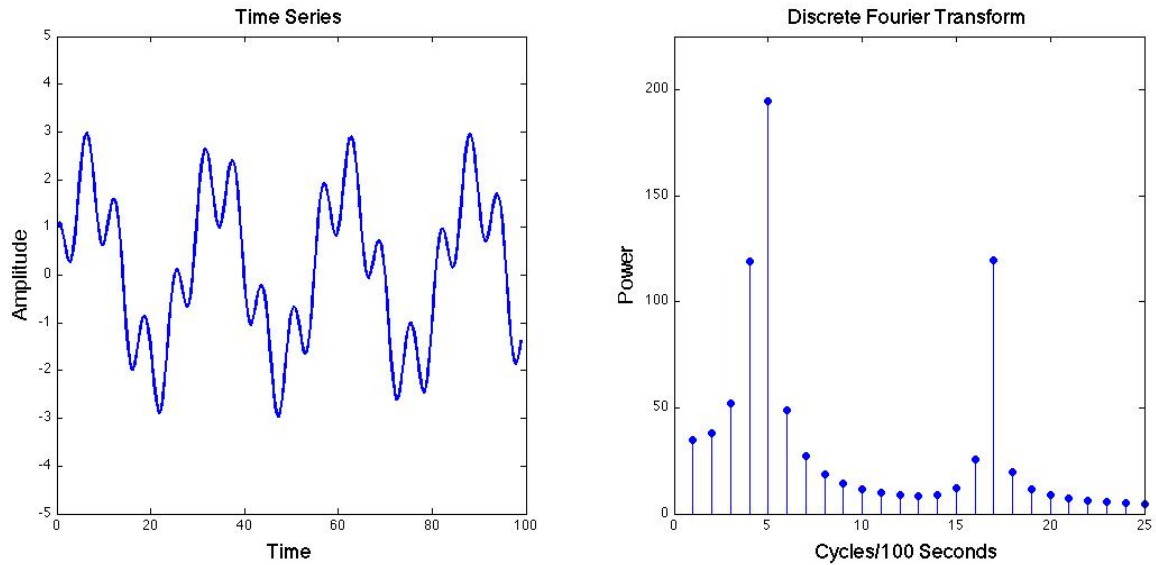 Time Series
5
4
3
2
1
0
-1
-2
-3
-4
-5
Amplitude
0 20 40 60 80 100
Time
Discrete Fourier Transform
200
150
100
50
0
Power
0 5 10 15 20 25
Cycles/100 Seconds